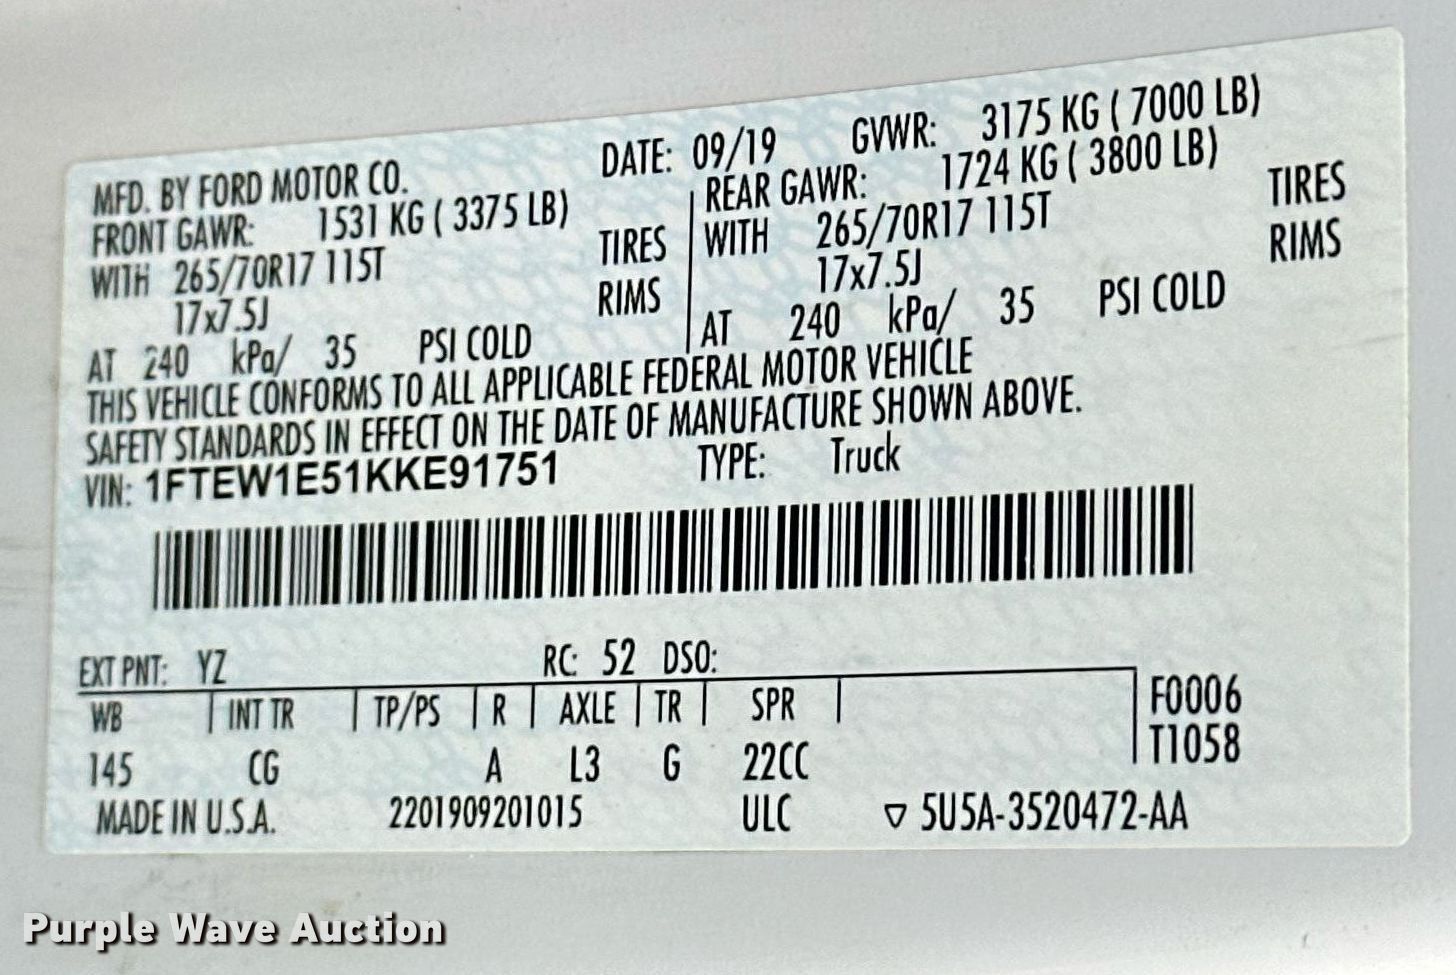 MFD. BY FORD MOTOR CO. DATE: 09/19 GVWR: 3175 KG ( 7000 LB)
FRONT GAWR: 1531 KG ( 3375 LB) REAR GAWR: 1724 KG ( 3800 LB)
WITH 265/70R17 115T TIRES WITH 265/70R17 115T TIRES
17x7.5J RIMS 17x7.5J RIMS
AT 240 kPa/ 35 PSI COLD AT 240 kPa/ 35 PSI COLD
THIS VEHICLE CONFORMS TO ALL APPLICABLE FEDERAL MOTOR VEHICLE
SAFETY STANDARDS IN EFFECT ON THE DATE OF MANUFACTURE SHOWN ABOVE.
VIN: 1FTEW1E51KKE91751 TYPE: Truck
EXT PNT: YZ RC: 52 DSO:
WB INT TR TP/PS R AXLE TR SPR F0006
T1058
145 CG A L3 G 22CC
MADE IN U.S.A. 2201909201015 ULC ▽ 5U5A-3520472-AA
Purple Wave Auction